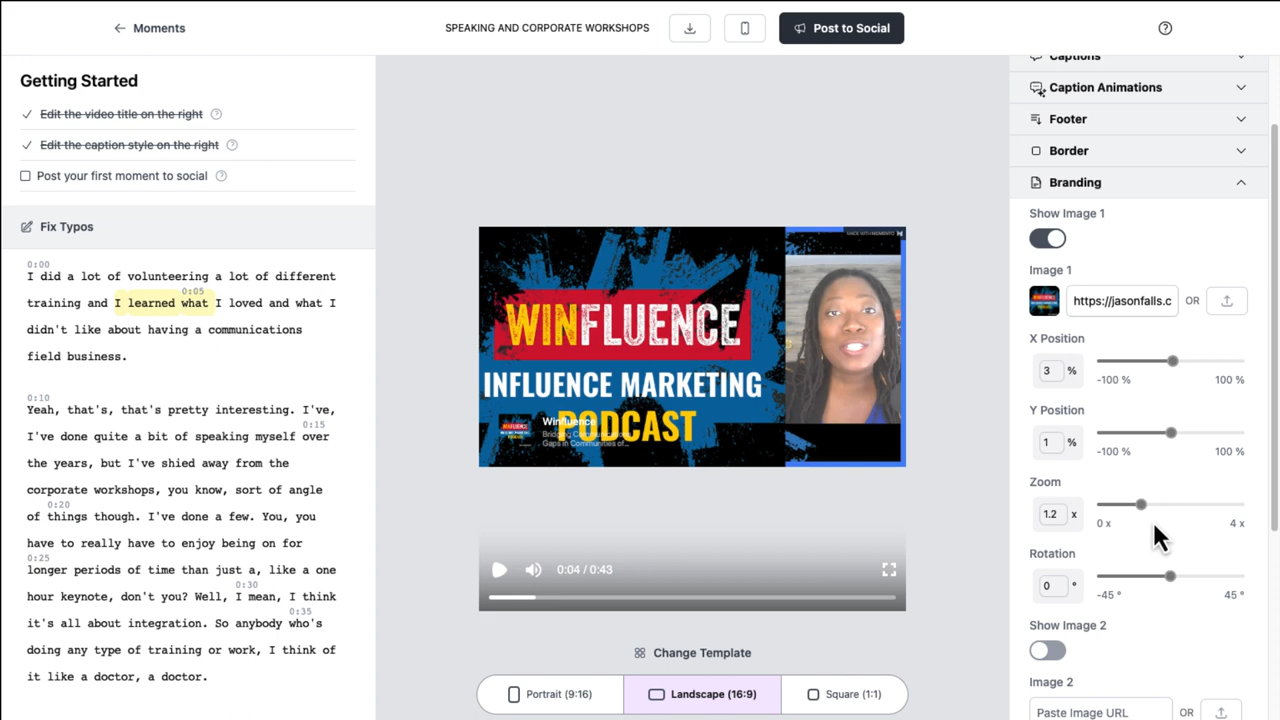 Moments
SPEAKING AND CORPORATE WORKSHOPS
Post to Social
Getting Started
Edit the video title on the right
Edit the caption style on the right
Post your first moment to social
Fix Typos
0:00
I did a lot of volunteering a lot of different
0:05
training and I learned what I loved and what I
didn't like about having a communications
field business.
0:10
Yeah, that's, that's pretty interesting. I've,
0:15
I've done quite a bit of speaking myself over
the years, but I've shied away from the
corporate workshops, you know, sort of angle
0:20
of things though. I've done a few. You, you
have to really have to enjoy being on for
0:25
longer periods of time than just a, like a one
0:30
hour keynote, don't you? Well, I mean, I think
0:35
it's all about integration. So anybody who's
doing any type of training or work, I think of
it like a doctor, a doctor.
MADE WITH MOMENTO
WINFLUENCE
INFLUENCE MARKETING
PODCAST
Winfluence
Bridging Commun
Gaps in Communities of...
0:04 / 0:43
Change Template
Portrait (9:16)
Landscape (16:9)
Square (1:1)
Captions
Caption Animations
Footer
Border
Branding
Show Image 1
Image 1
https://jasonfalls.c
OR
X Position
3 %
-100 % 100 %
Y Position
1 %
-100 % 100 %
Zoom
1.2 x
0 x 4 x
Rotation
0 °
-45 ° 45 °
Show Image 2
Image 2
Paste Image URL
OR